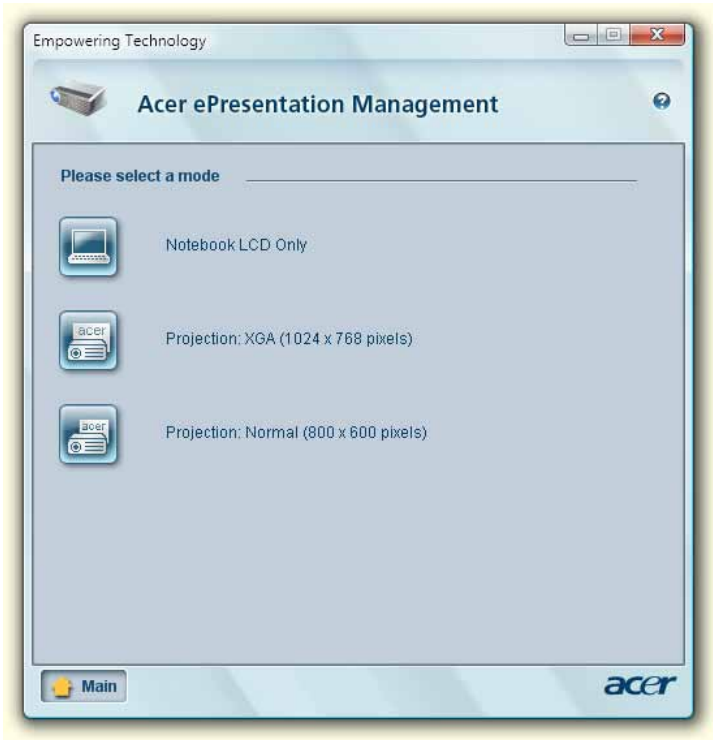 Empowering Technology
Acer ePresentation Management
Please select a mode
Notebook LCD Only
acer
Projection: XGA (1024 x 768 pixels)
acer
Projection: Normal (800 x 600 pixels)
Main
acer